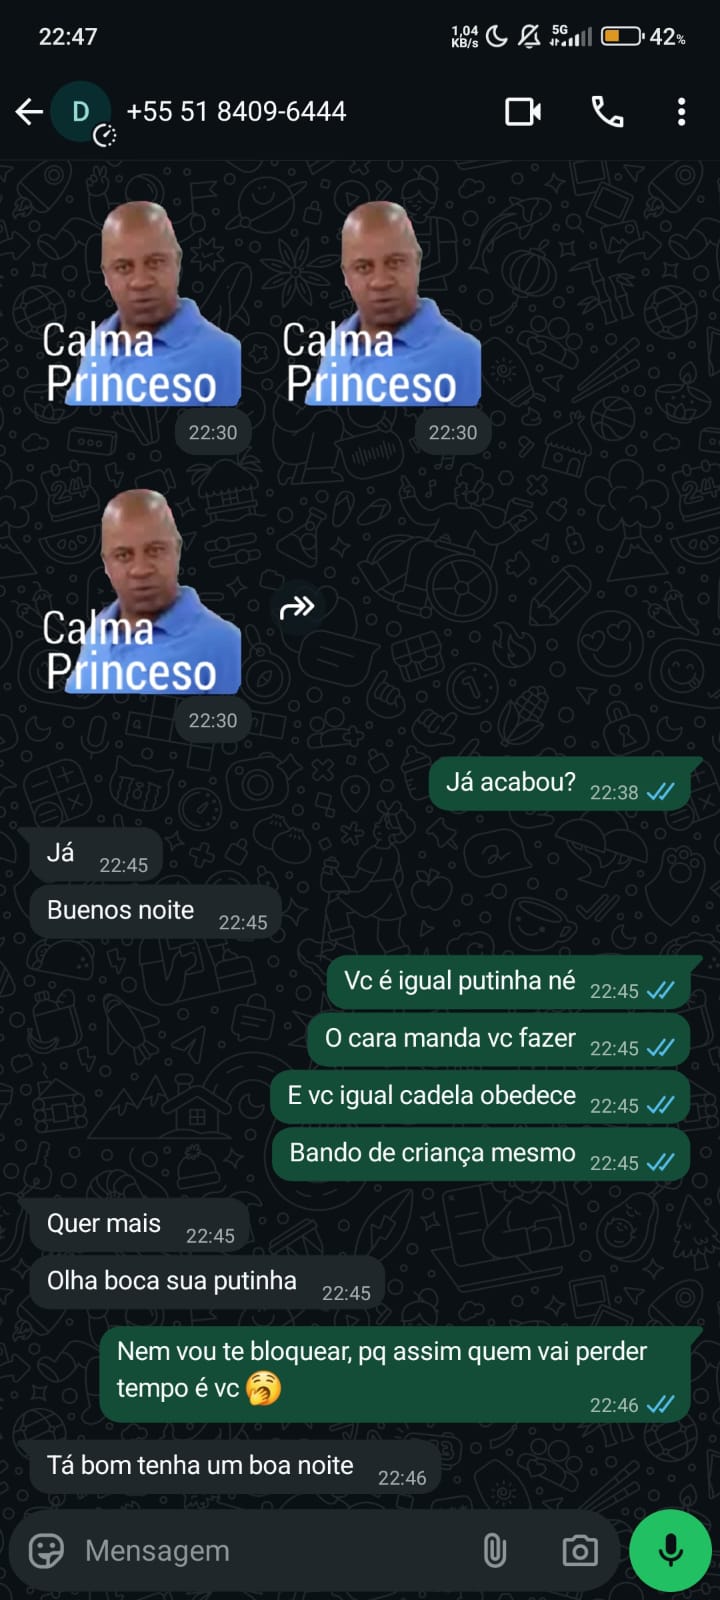 22:47
1,04
KB/s
5G
42%
D
+55 51 8409-6444
Calma
Princeso
22:30
Calma
Princeso
22:30
Calma
Princeso
22:30
Já acabou? 22:38
Já 22:45
Buenos noite 22:45
Vc é igual putinha né 22:45
O cara manda vc fazer 22:45
E vc igual cadela obedece 22:45
Bando de criança mesmo 22:45
Quer mais 22:45
Olha boca sua putinha 22:45
Nem vou te bloquear, pq assim quem vai perder
tempo é vc 🥱
22:46
Tá bom tenha um boa noite 22:46
Mensagem